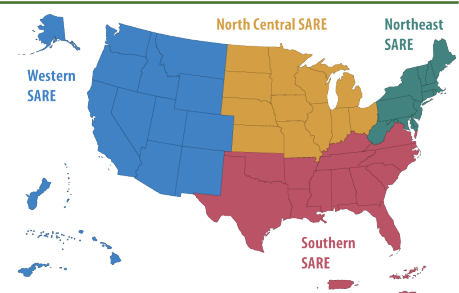 North Central SARE
Northeast
SARE
Western
SARE
Southern
SARE